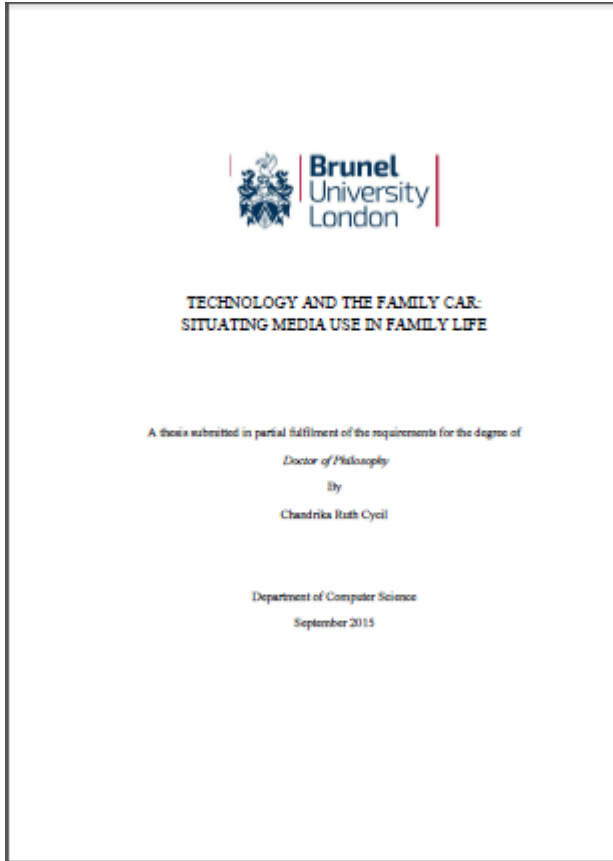 Brunel
University
London
TECHNOLOGY AND THE FAMILY CAR:
SITUATING MEDIA USE IN FAMILY LIFE
A thesis submitted in partial fulfilment of the requirements for the degree of
Doctor of Philosophy
By
Chandrika Ruth Cycil
Department of Computer Science
September 2015